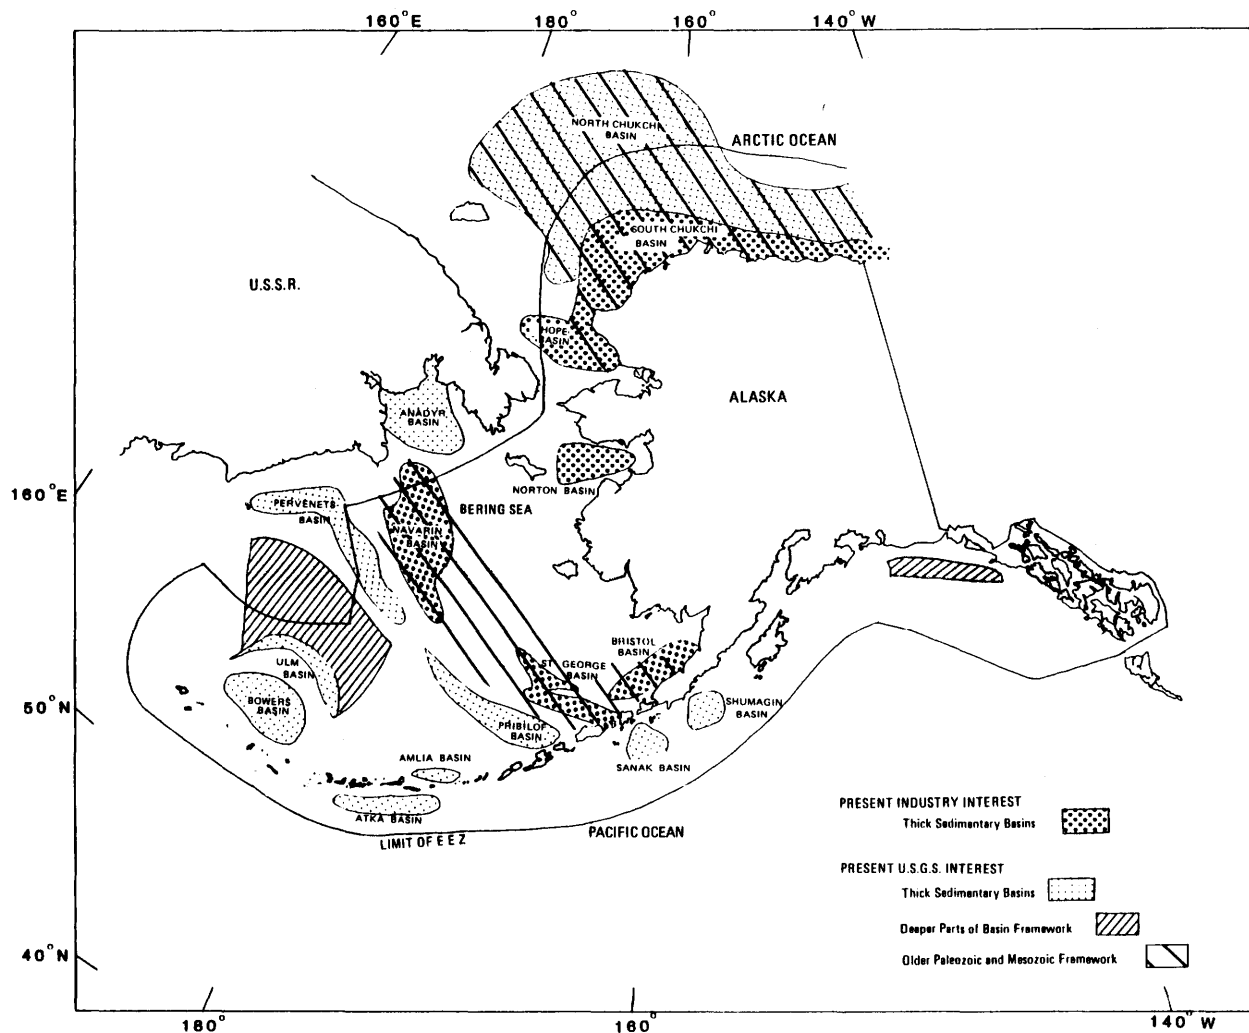 160°E
180°
160°
140°W
NORTH CHUKCHI
BASIN
ARCTIC OCEAN
SOUTH CHUKCHI
BASIN
U.S.S.R.
HOPE
BASIN
ALASKA
ANADYR
BASIN
160°E
NORTON BASIN
PERVENETS
BASIN
BERING SEA
NAVARIN
BASIN
BRISTOL
BASIN
ST. GEORGE
BASIN
ULM
BASIN
BOWERS
BASIN
50°N
SHUMAGIN
BASIN
PRIBILOF
BASIN
AMLIA BASIN
SANAK BASIN
ATKA BASIN
LIMIT OF E E Z
PACIFIC OCEAN
PRESENT INDUSTRY INTEREST
Thick Sedimentary Basins
PRESENT U.S.G.S. INTEREST
Thick Sedimentary Basins
Deeper Parts of Basin Framework
Older Paleozoic and Mesozoic Framework
40°N
180°
160°
140° W